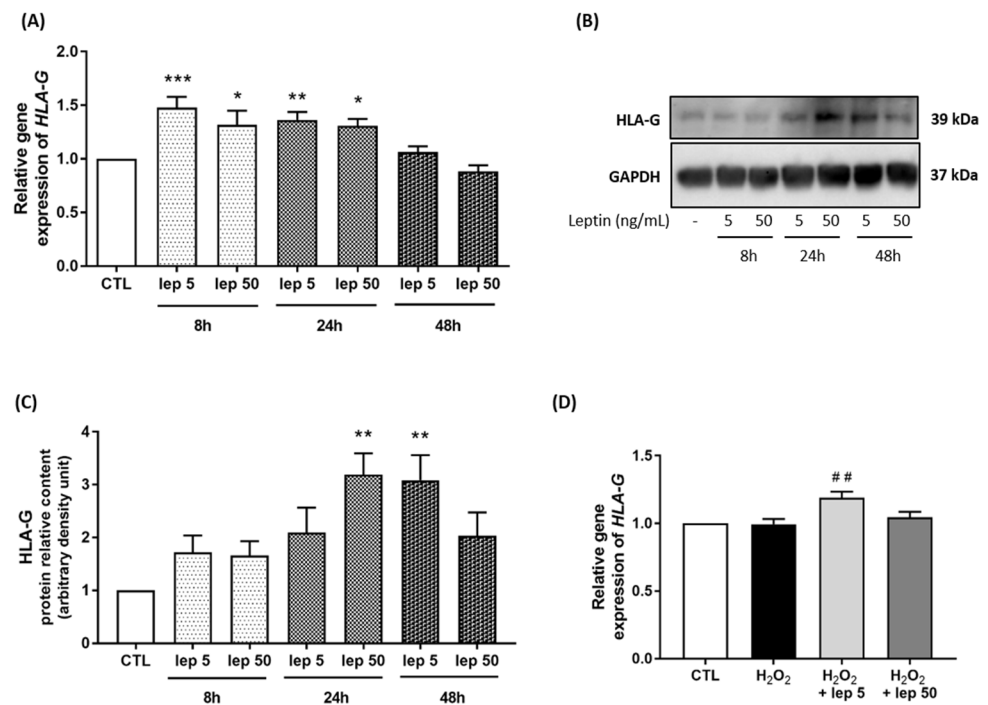 (A)
Relative gene
expression of HLA-G
2.0
1.5
1.0
0.5
0.0
***
*
**
*
CTL
lep 5
lep 50
lep 5
lep 50
lep 5
lep 50
8h
24h
48h
(B)
HLA-G
39 kDa
GAPDH
37 kDa
Leptin (ng/mL)
-
5
50
5
50
5
50
8h
24h
48h
(C)
HLA-G
protein relative content
(arbitrary density unit)
4
3
2
1
0
**
**
CTL
lep 5
lep 50
lep 5
lep 50
lep 5
lep 50
8h
24h
48h
(D)
Relative gene
expression of HLA-G
1.5
1.0
0.5
0.0
# #
CTL
H₂O₂
H₂O₂
+ lep 5
H₂O₂
+ lep 50